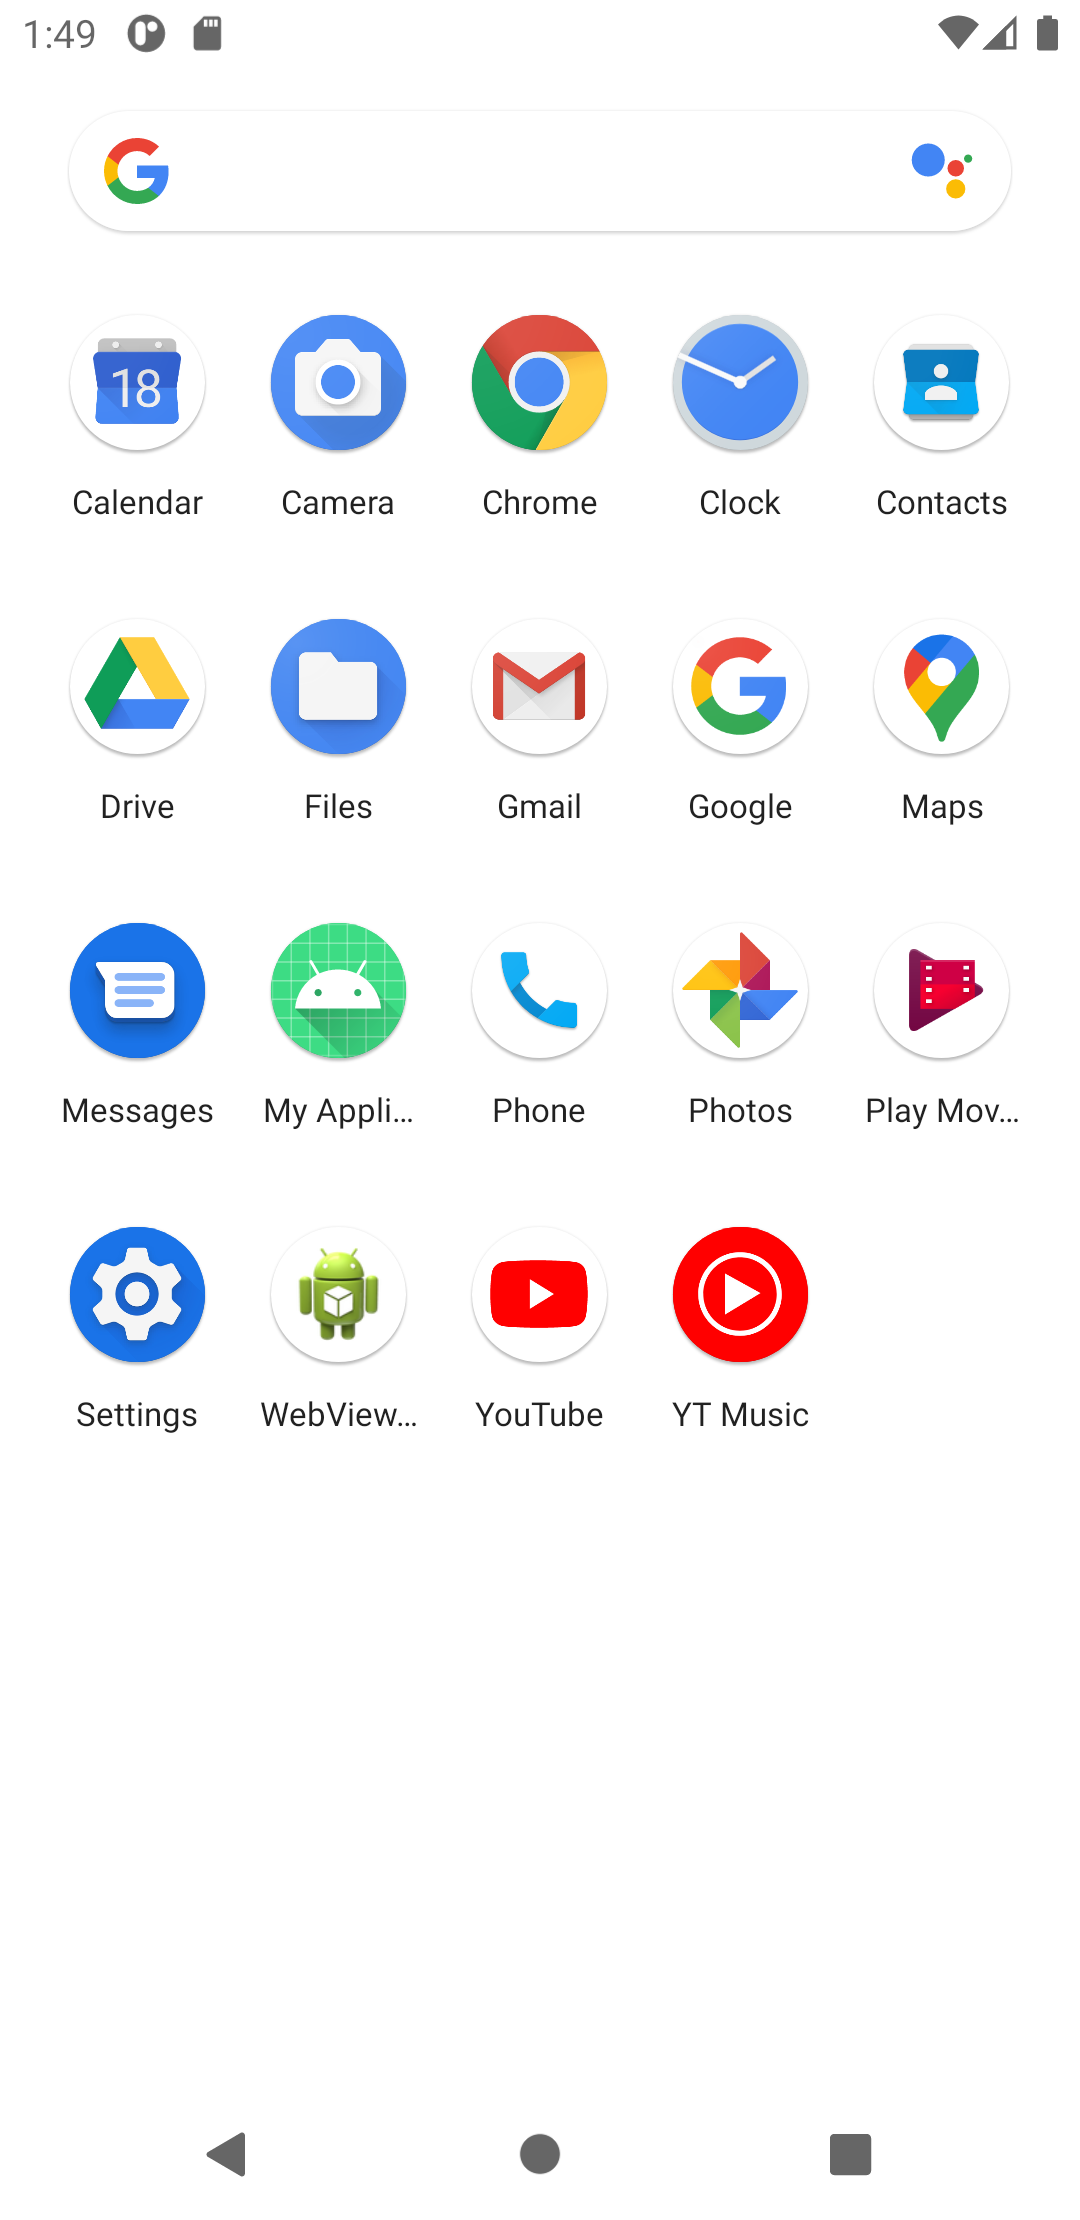 1:49
18
Calendar Camera Chrome Clock Contacts
Drive Files Gmail Google Maps
Messages My Appli... Phone Photos Play Mov...
Settings WebView... YouTube YT Music